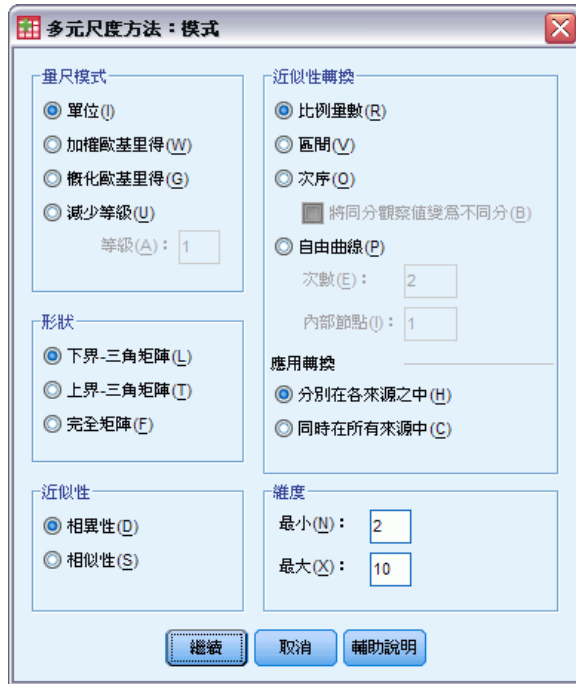 多元尺度方法：模式
量尺模式
單位(I)
加權歐基里得(W)
概化歐基里得(G)
減少等級(U)
等級(A)：1
形狀
下界-三角矩陣(L)
上界-三角矩陣(T)
完全矩陣(F)
近似性
相異性(D)
相似性(S)
近似性轉換
比例量數(R)
區間(V)
次序(O)
將同分觀察值變為不同分(B)
自由曲線(P)
次數(E)：2
內部節點(I)：1
應用轉換
分別在各來源之中(H)
同時在所有來源中(C)
維度
最小(N)：2
最大(X)：10
繼續
取消
輔助說明